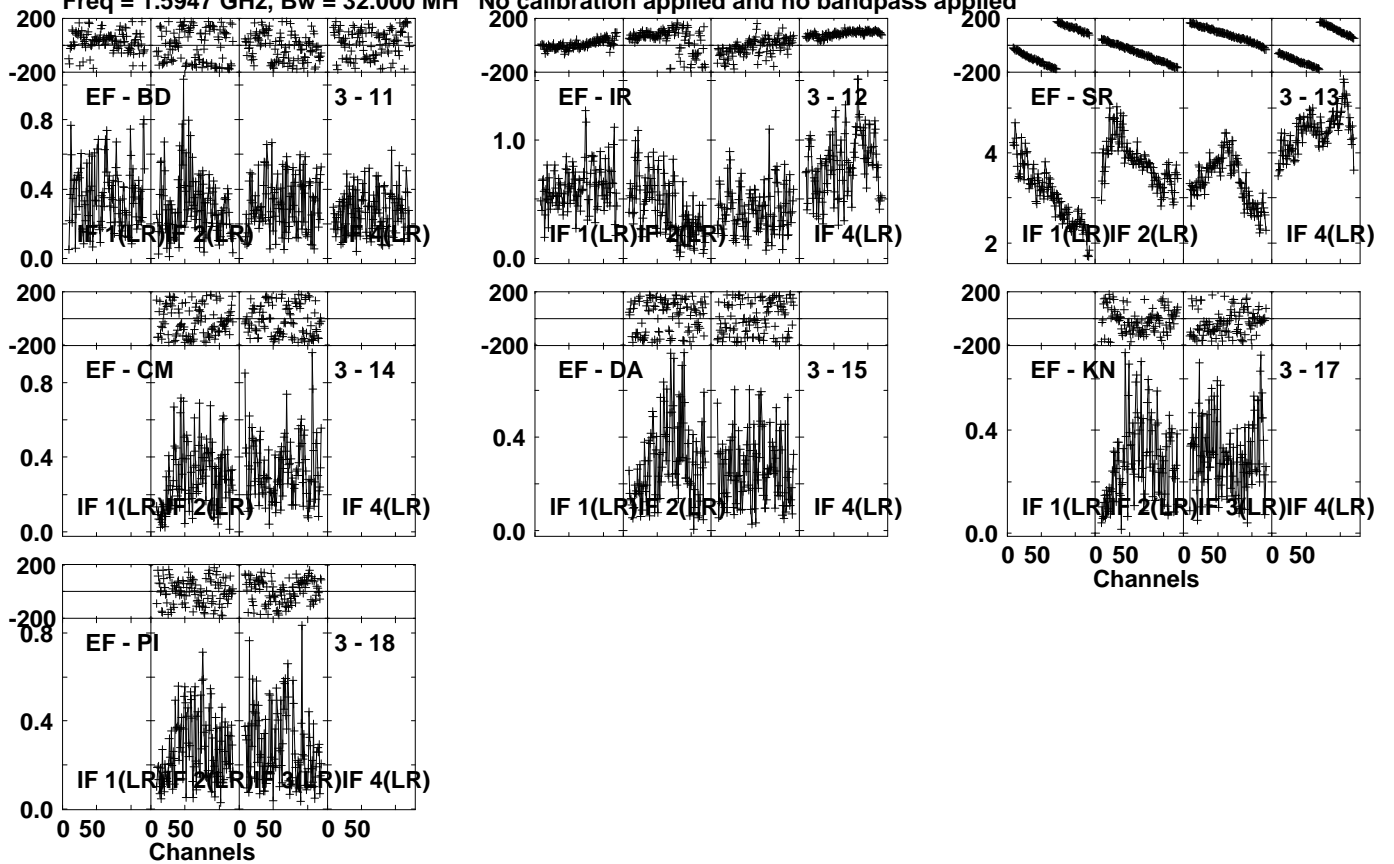 Freq = 1.5947 GHz, Bw = 32.000 MH No calibration applied and no bandpass applied
200
-200
EF - BD 3 - 11
0.8
0.4
0.0
IF 1(LR) IF 2(LR) IF 4(LR)
200
-200
EF - IR 3 - 12
1.0
0.0
IF 1(LR) IF 2(LR) IF 4(LR)
200
-200
EF - SR 3 - 13
4
2
IF 1(LR) IF 2(LR) IF 4(LR)
200
-200
EF - CM 3 - 14
0.8
0.4
0.0
IF 1(LR) IF 2(LR) IF 4(LR)
200
-200
EF - DA 3 - 15
0.4
0.0
IF 1(LR) IF 2(LR) IF 4(LR)
200
-200
EF - KN 3 - 17
0.4
0.0
IF 1(LR) IF 2(LR) IF 3(LR) IF 4(LR)
0 50 0 50 0 50 0 50
Channels
200
-200
EF - PI 3 - 18
0.8
0.4
0.0
IF 1(LR) IF 2(LR) IF 3(LR) IF 4(LR)
0 50 0 50 0 50 0 50
Channels